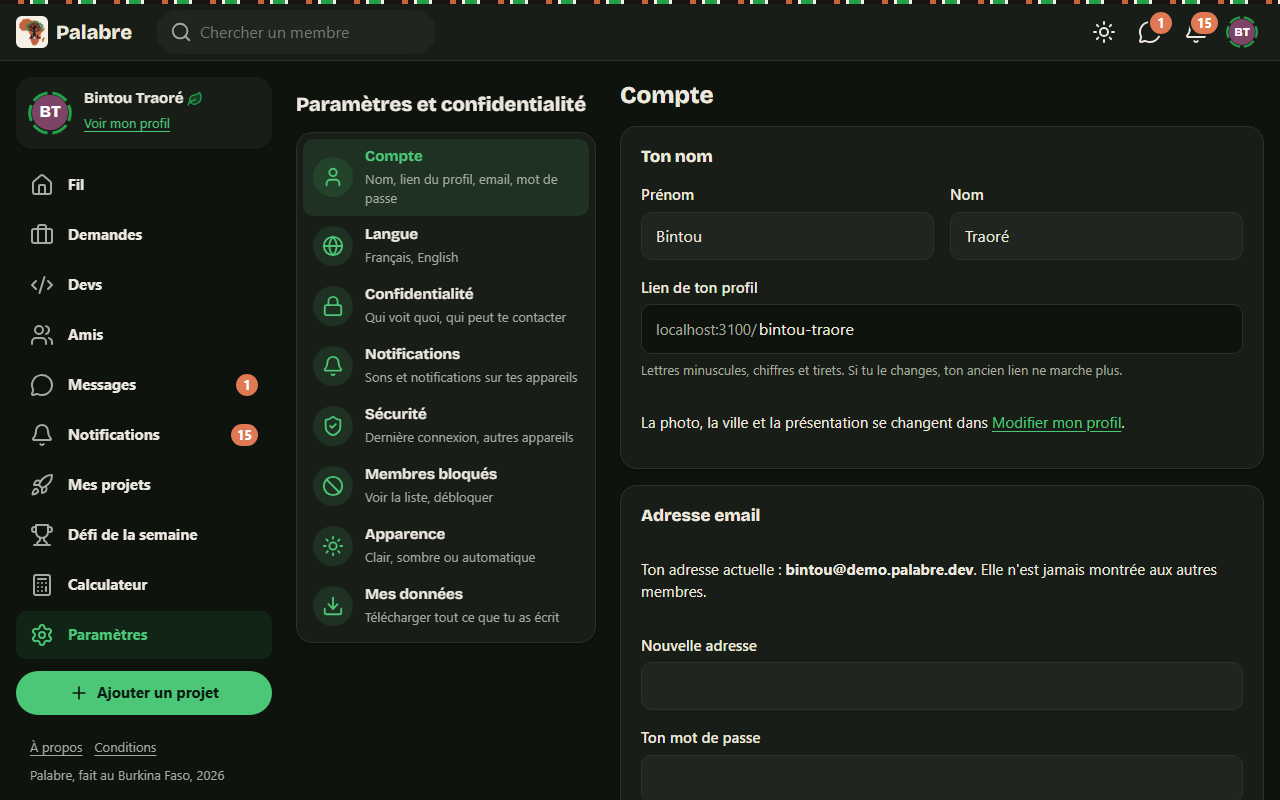 Palabre
Chercher un membre
1
15
BT
BT
Bintou Traoré
Voir mon profil
Fil
Demandes
Devs
Amis
Messages
1
Notifications
15
Mes projets
Défi de la semaine
Calculateur
Paramètres
Ajouter un projet
À propos
Conditions
Palabre, fait au Burkina Faso, 2026
Paramètres et confidentialité
Compte
Nom, lien du profil, email, mot de
passe
Langue
Français, English
Confidentialité
Qui voit quoi, qui peut te contacter
Notifications
Sons et notifications sur tes appareils
Sécurité
Dernière connexion, autres appareils
Membres bloqués
Voir la liste, débloquer
Apparence
Clair, sombre ou automatique
Mes données
Télécharger tout ce que tu as écrit
Compte
Ton nom
Prénom
Nom
Bintou
Traoré
Lien de ton profil
localhost:3100/bintou-traore
Lettres minuscules, chiffres et tirets. Si tu le changes, ton ancien lien ne marche plus.
La photo, la ville et la présentation se changent dans Modifier mon profil.
Adresse email
Ton adresse actuelle : bintou@demo.palabre.dev. Elle n'est jamais montrée aux autres
membres.
Nouvelle adresse
Ton mot de passe